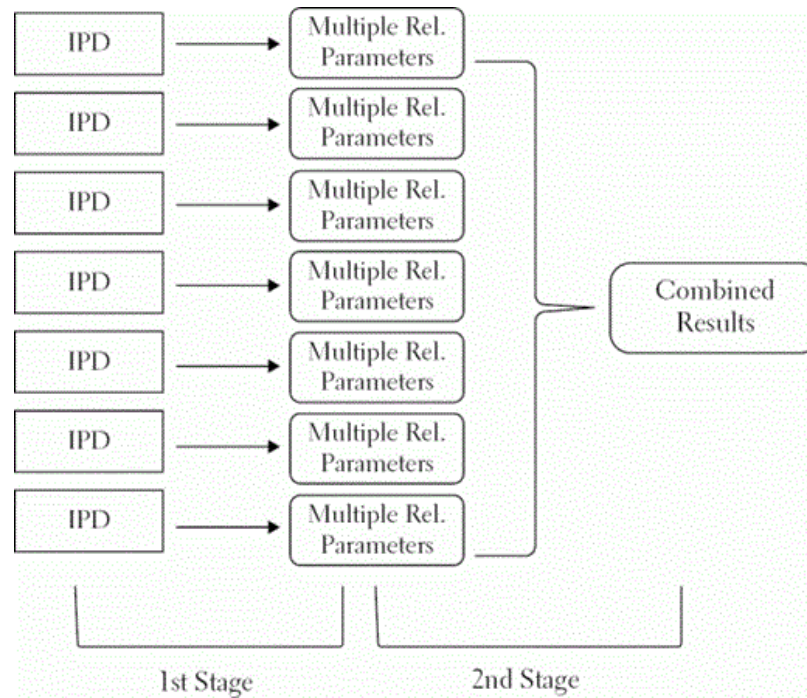 IPD
Multiple Rel.
Parameters
IPD
Multiple Rel.
Parameters
IPD
Multiple Rel.
Parameters
IPD
Multiple Rel.
Parameters
IPD
Multiple Rel.
Parameters
IPD
Multiple Rel.
Parameters
IPD
Multiple Rel.
Parameters
Combined
Results
1st Stage
2nd Stage